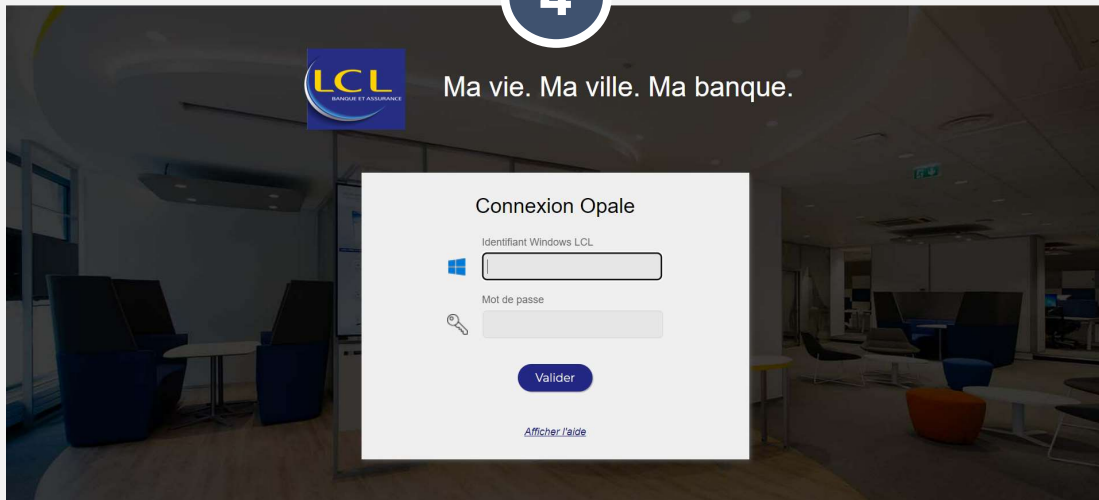 4
LCL
BANQUE ET ASSURANCE
Ma vie. Ma ville. Ma banque.
Connexion Opale
Identifiant Windows LCL
Mot de passe
Valider
Afficher l'aide